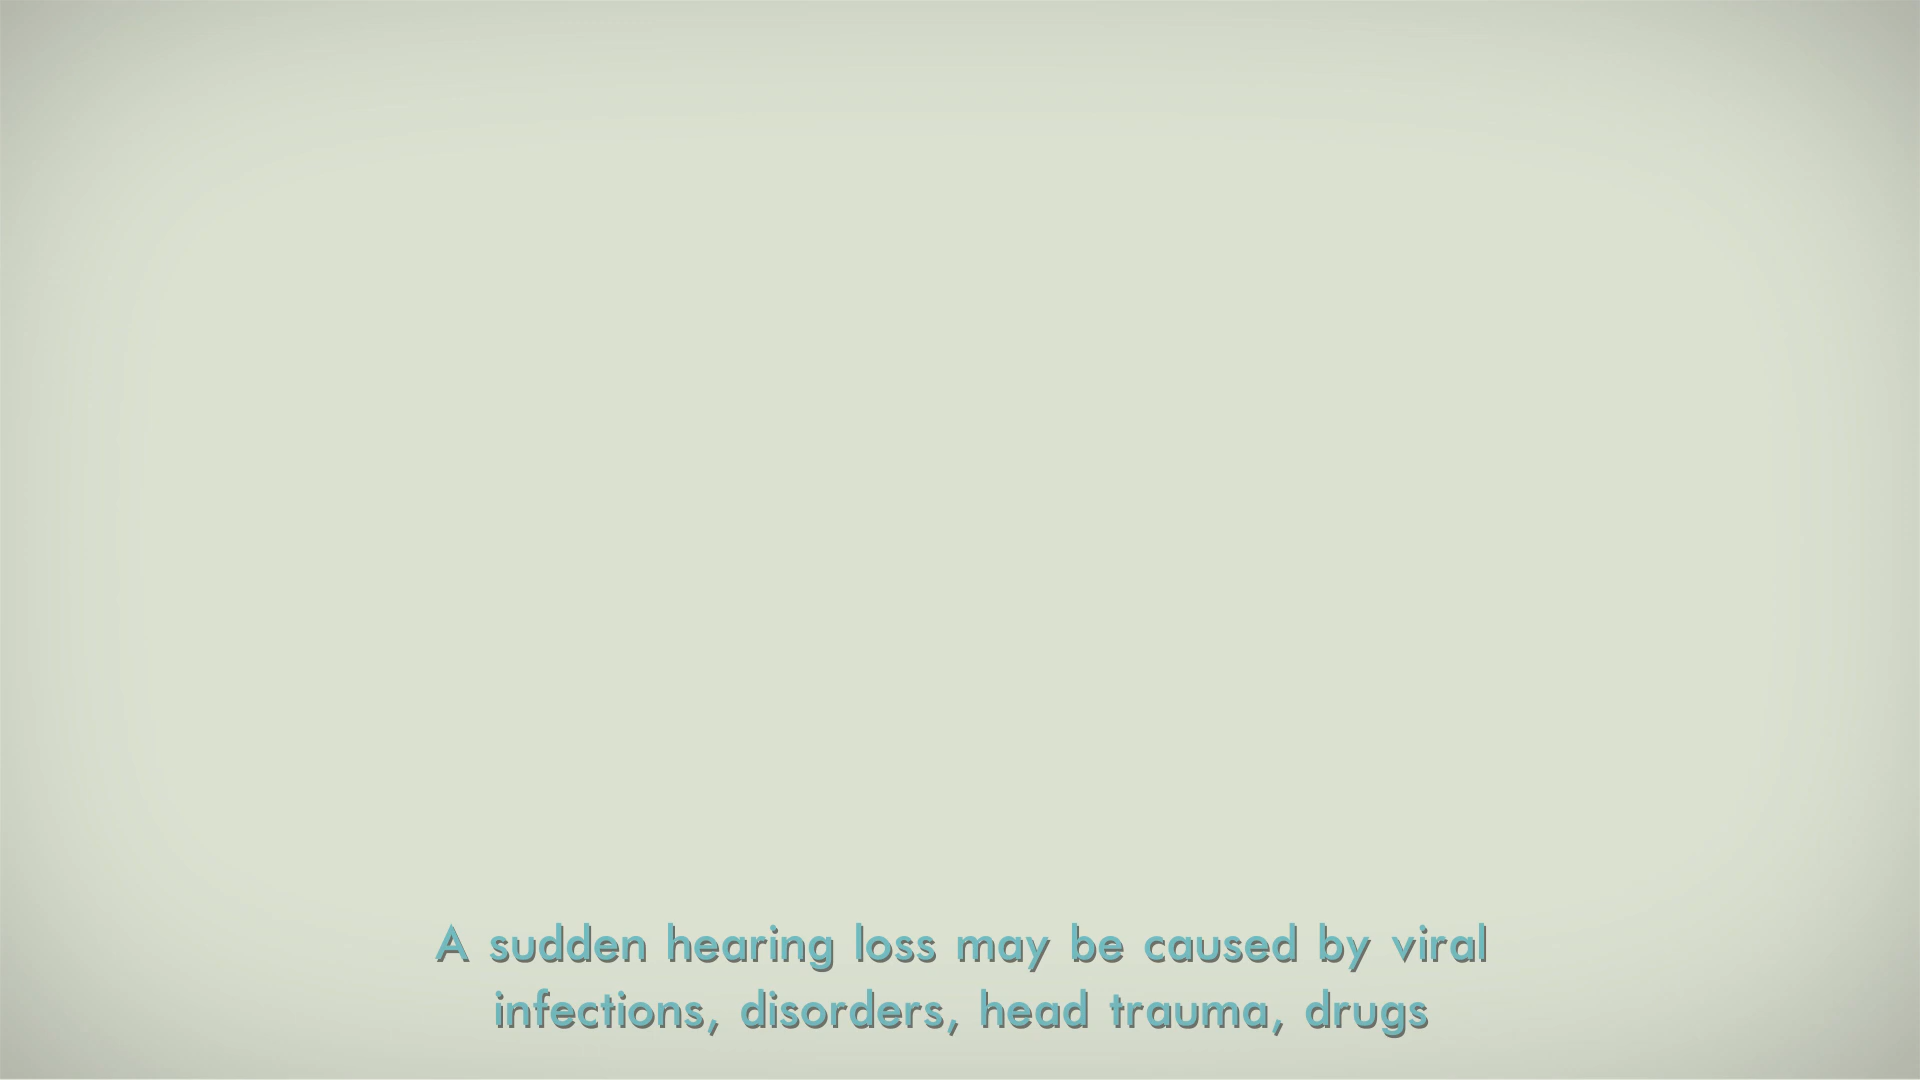 A sudden hearing loss may be caused by viral
infections, disorders, head trauma, drugs